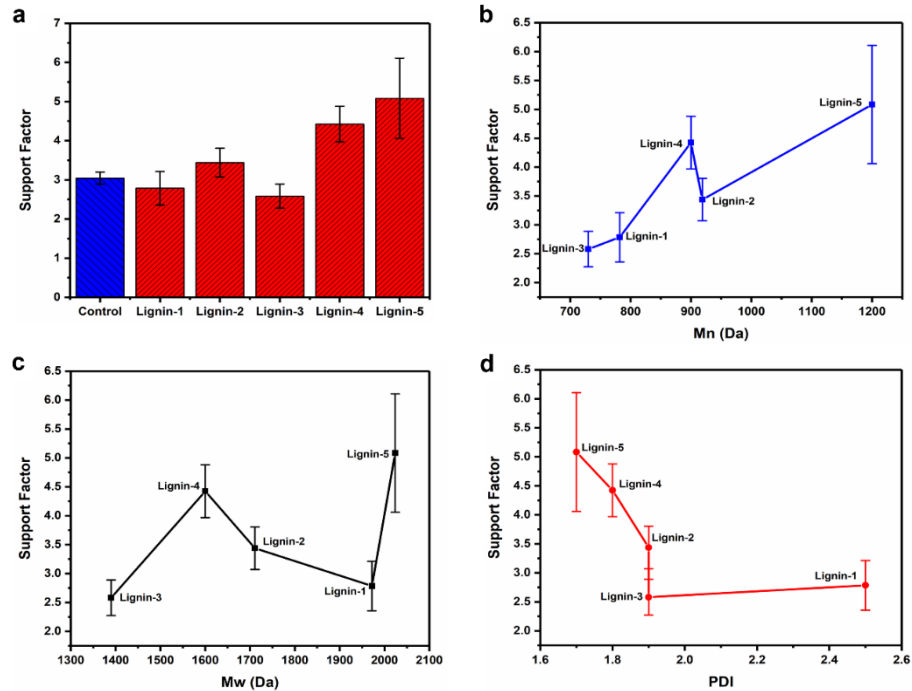 a
Support Factor
7
6
5
4
3
2
1
0
Control Lignin-1 Lignin-2 Lignin-3 Lignin-4 Lignin-5
b
Support Factor
6.5
6.0
5.5
5.0
4.5
4.0
3.5
3.0
2.5
2.0
Lignin-5
Lignin-4
Lignin-2
Lignin-3
Lignin-1
700 800 900 1000 1100 1200
Mn (Da)
c
Support Factor
6.5
6.0
5.5
5.0
4.5
4.0
3.5
3.0
2.5
2.0
Lignin-5
Lignin-4
Lignin-2
Lignin-1
Lignin-3
1300 1400 1500 1600 1700 1800 1900 2000 2100
Mw (Da)
d
Support Factor
6.5
6.0
5.5
5.0
4.5
4.0
3.5
3.0
2.5
2.0
Lignin-5
Lignin-4
Lignin-2
Lignin-1
Lignin-3
1.6 1.8 2.0 2.2 2.4 2.6
PDI